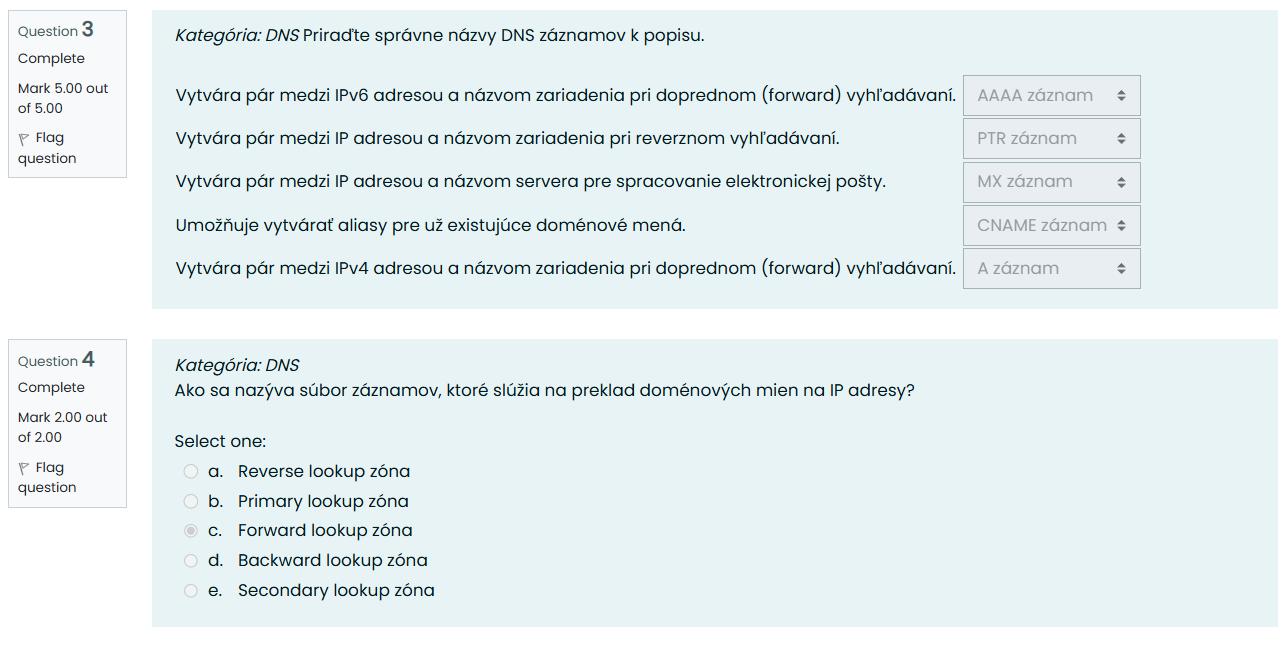 Question 3
Complete
Mark 5.00 out
of 5.00
Flag
question
Kategória: DNS Priraďte správne názvy DNS záznamov k popisu.
Vytvára pár medzi IPv6 adresou a názvom zariadenia pri doprednom (forward) vyhľadávaní. AAAA záznam
Vytvára pár medzi IP adresou a názvom zariadenia pri reverznom vyhľadávaní. PTR záznam
Vytvára pár medzi IP adresou a názvom servera pre spracovanie elektronickej pošty. MX záznam
Umožňuje vytvárať aliasy pre už existujúce doménové mená. CNAME záznam
Vytvára pár medzi IPv4 adresou a názvom zariadenia pri doprednom (forward) vyhľadávaní. A záznam
Question 4
Complete
Mark 2.00 out
of 2.00
Flag
question
Kategória: DNS
Ako sa nazýva súbor záznamov, ktoré slúžia na preklad doménových mien na IP adresy?
Select one:
a. Reverse lookup zóna
b. Primary lookup zóna
c. Forward lookup zóna
d. Backward lookup zóna
e. Secondary lookup zóna